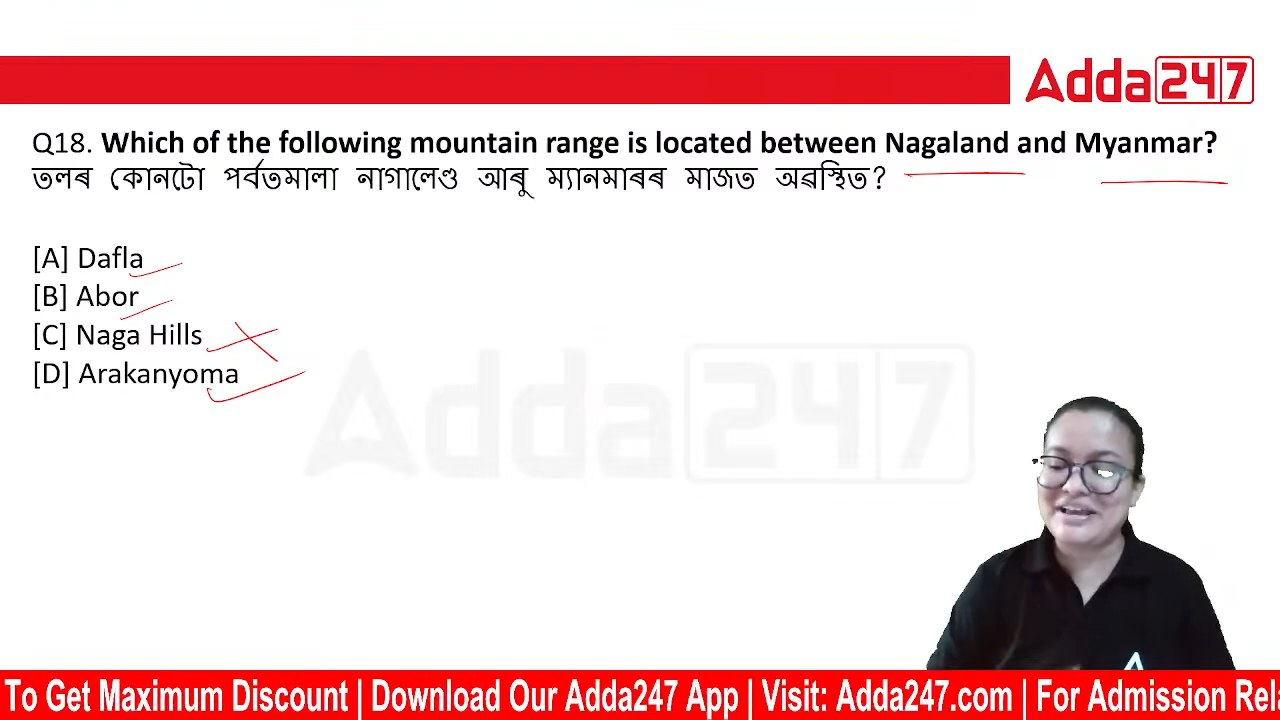 Adda247
Q18. Which of the following mountain range is located between Nagaland and Myanmar?
তলৰ কোনটো পৰ্বতমালা নাগালেণ্ড আৰু ম্যানমাৰৰ মাজত অৱস্থিত?
[A] Dafla
[B] Abor
[C] Naga Hills
[D] Arakanyoma
Adda247
To Get Maximum Discount | Download Our Adda247 App | Visit: Adda247.com | For Admission Rel